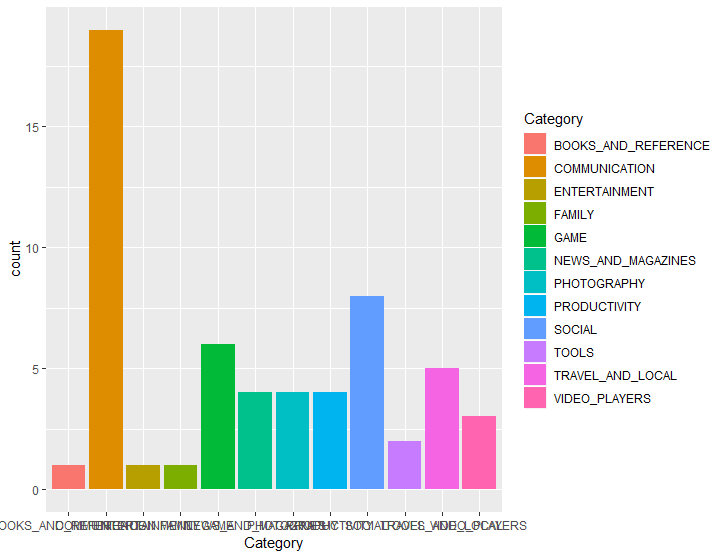 15
10
5
0
count
Category
Category
BOOKS_AND_REFERENCE
COMMUNICATION
ENTERTAINMENT
FAMILY
GAME
NEWS_AND_MAGAZINES
PHOTOGRAPHY
PRODUCTIVITY
SOCIAL
TOOLS
TRAVEL_AND_LOCAL
VIDEO_PLAYERS